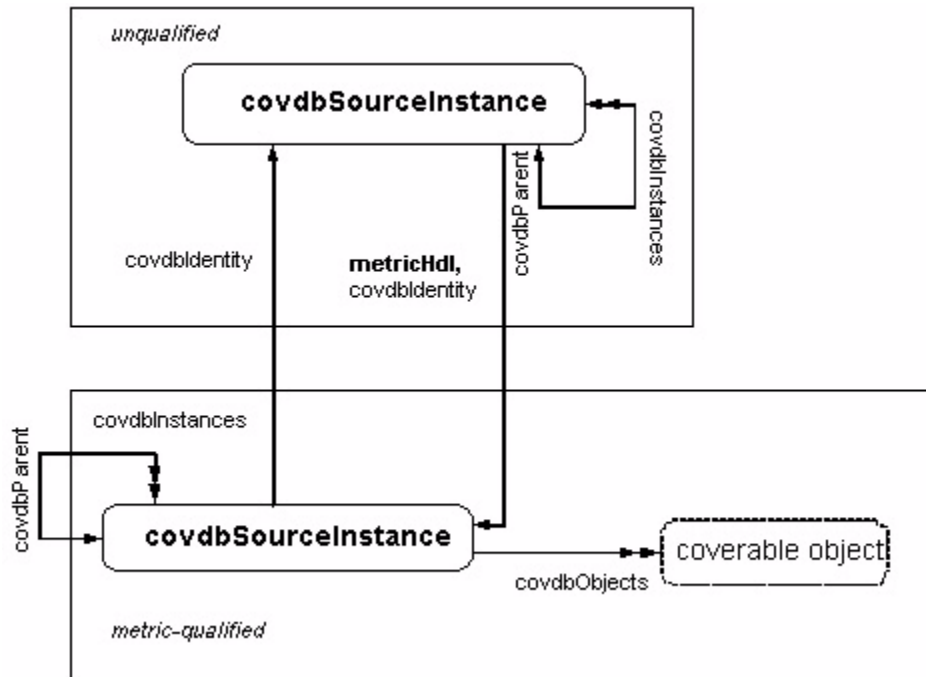 unqualified
covdbSourceInstance
covdbParent
covdbInstances
covdbIdentity
metricHdl,
covdbIdentity
covdbInstances
covdbParent
covdbSourceInstance
coverable object
covdbObjects
metric-qualified